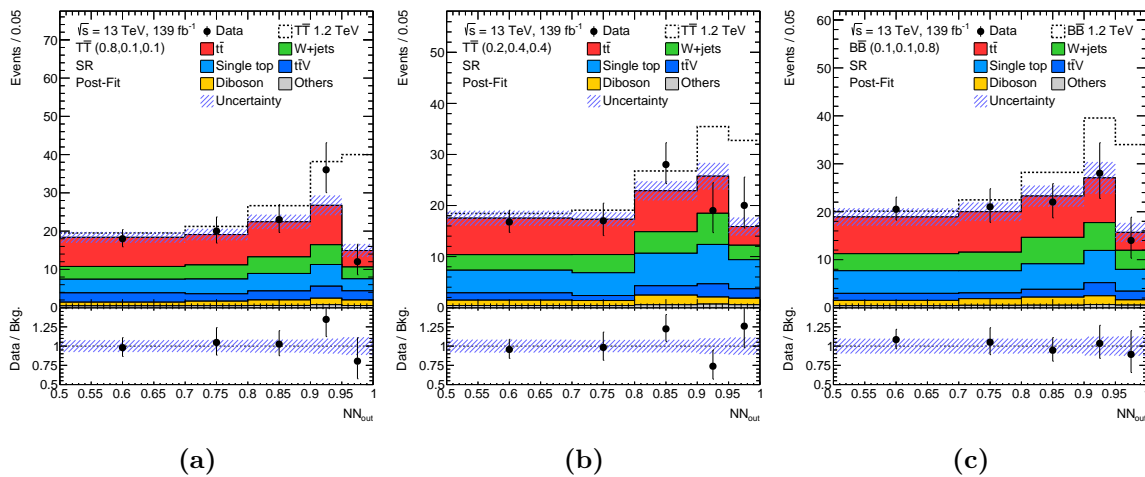 Events / 0.05
70
60
50
40
30
20
10
0
√s = 13 TeV, 139 fb⁻¹
TT̅ (0.8,0.1,0.1)
SR
Post-Fit
Data
TT̅ 1.2 TeV
tt̅
W+jets
Single top
tt̅V
Diboson
Others
Uncertainty
Data / Bkg.
1.25
1
0.75
0.5
0.5 0.55 0.6 0.65 0.7 0.75 0.8 0.85 0.9 0.95 1
NNout
(a)
Events / 0.05
50
40
30
20
10
0
√s = 13 TeV, 139 fb⁻¹
TT̅ (0.2,0.4,0.4)
SR
Post-Fit
Data
TT̅ 1.2 TeV
tt̅
W+jets
Single top
tt̅V
Diboson
Others
Uncertainty
Data / Bkg.
1.25
1
0.75
0.5
0.5 0.55 0.6 0.65 0.7 0.75 0.8 0.85 0.9 0.95 1
NNout
(b)
Events / 0.05
60
50
40
30
20
10
0
√s = 13 TeV, 139 fb⁻¹
BB̅ (0.1,0.1,0.8)
SR
Post-Fit
Data
BB̅ 1.2 TeV
tt̅
W+jets
Single top
tt̅V
Diboson
Others
Uncertainty
Data / Bkg.
1.25
1
0.75
0.5
0.5 0.55 0.6 0.65 0.7 0.75 0.8 0.85 0.9 0.95 1
NNout
(c)